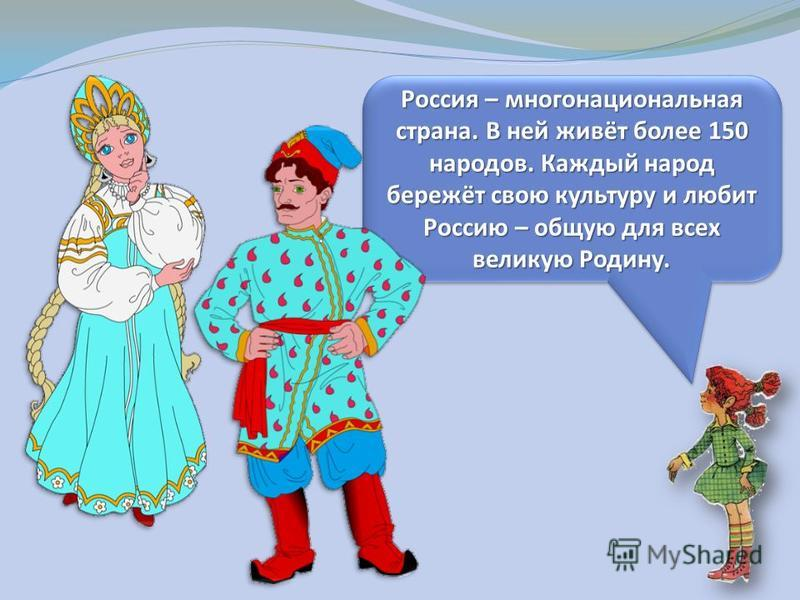 Россия – многонациональная
страна. В ней живёт более 150
народов. Каждый народ
бережёт свою культуру и любит
Россию – общую для всех
великую Родину.
MyShared